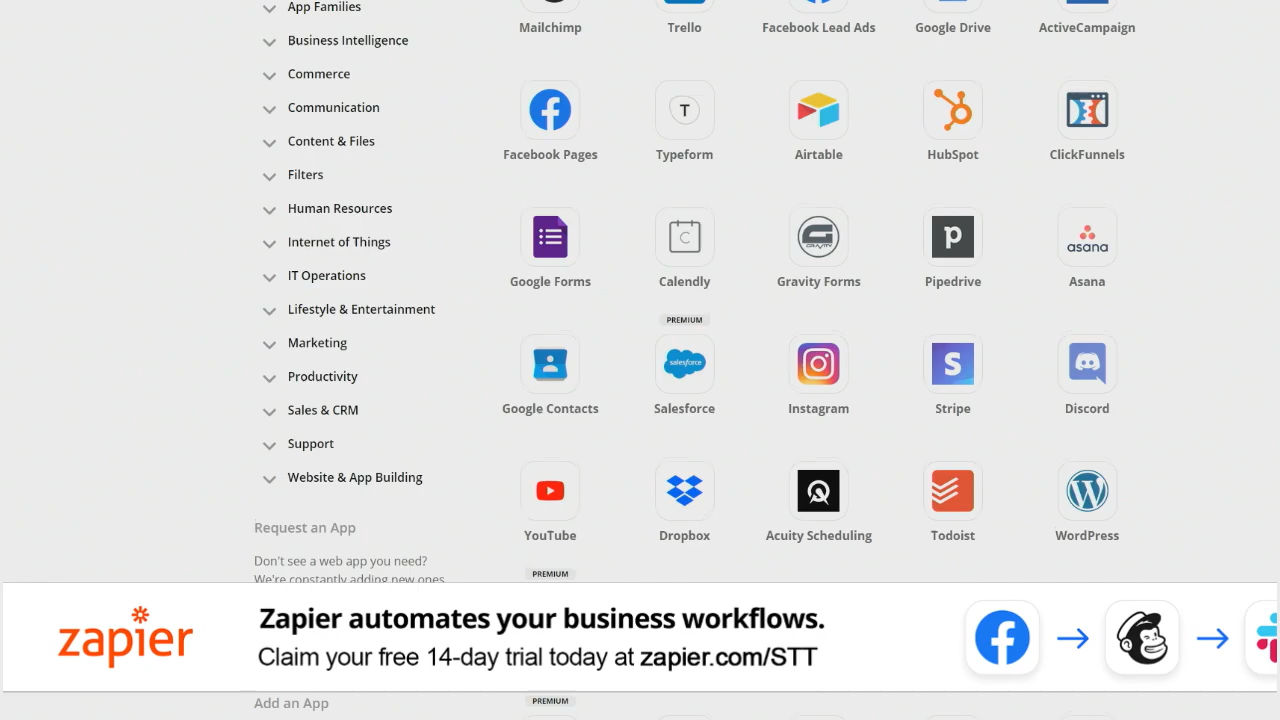 App Families
Business Intelligence
Commerce
Communication
Content & Files
Filters
Human Resources
Internet of Things
IT Operations
Lifestyle & Entertainment
Marketing
Productivity
Sales & CRM
Support
Website & App Building
Request an App
Don't see a web app you need?
We're constantly adding new ones
Add an App
Mailchimp Trello Facebook Lead Ads Google Drive ActiveCampaign
T
Facebook Pages Typeform Airtable HubSpot ClickFunnels
C GRAVITY p asana
Google Forms Calendly Gravity Forms Pipedrive Asana
PREMIUM
salesforce S
Google Contacts Salesforce Instagram Stripe Discord
YouTube Dropbox Acuity Scheduling Todoist WordPress
PREMIUM
zapier
Zapier automates your business workflows.
Claim your free 14-day trial today at zapier.com/STT
PREMIUM